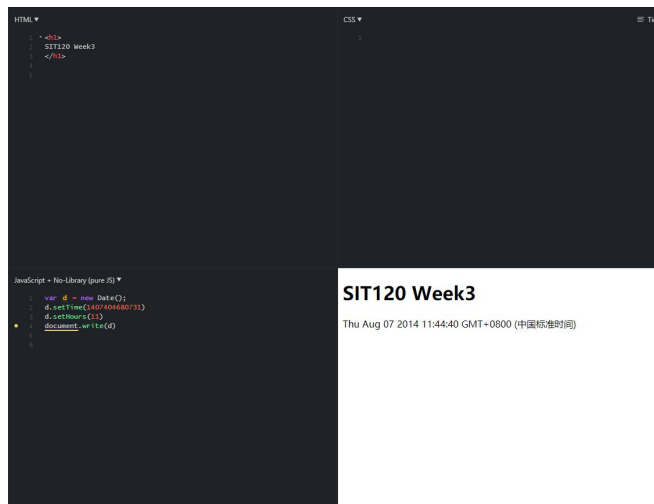 HTML ▼
1 <h1>
2 SIT120 Week3
3 </h1>
4
5
CSS ▼
Ti
1
JavaScript + No-Library (pure JS) ▼
1 var d = new Date();
2 d.setTime(1407404680731)
3 d.setHours(11)
4 document.write(d)
5
6
SIT120 Week3
Thu Aug 07 2014 11:44:40 GMT+0800 (中国标准时间)